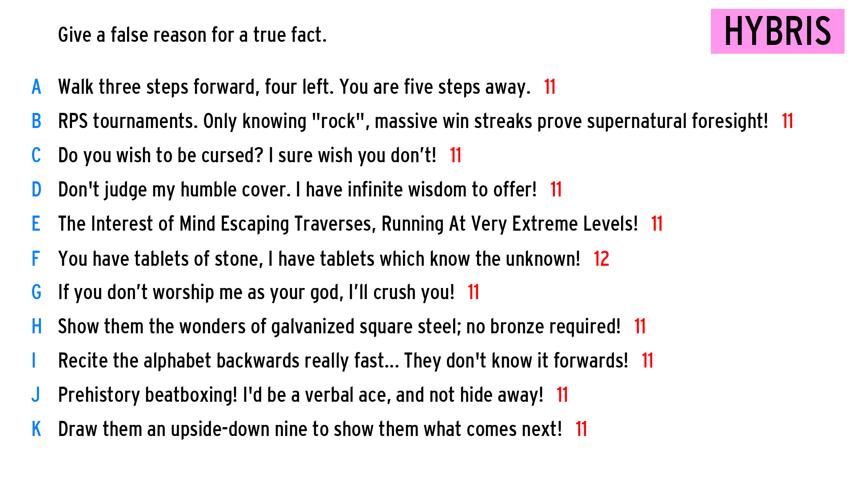 Give a false reason for a true fact.
HYBRIS
A Walk three steps forward, four left. You are five steps away. 11
B RPS tournaments. Only knowing "rock", massive win streaks prove supernatural foresight! 11
C Do you wish to be cursed? I sure wish you don’t! 11
D Don't judge my humble cover. I have infinite wisdom to offer! 11
E The Interest of Mind Escaping Traverses, Running At Very Extreme Levels! 11
F You have tablets of stone, I have tablets which know the unknown! 12
G If you don’t worship me as your god, I’ll crush you! 11
H Show them the wonders of galvanized square steel; no bronze required! 11
I Recite the alphabet backwards really fast... They don't know it forwards! 11
J Prehistory beatboxing! I'd be a verbal ace, and not hide away! 11
K Draw them an upside-down nine to show them what comes next! 11